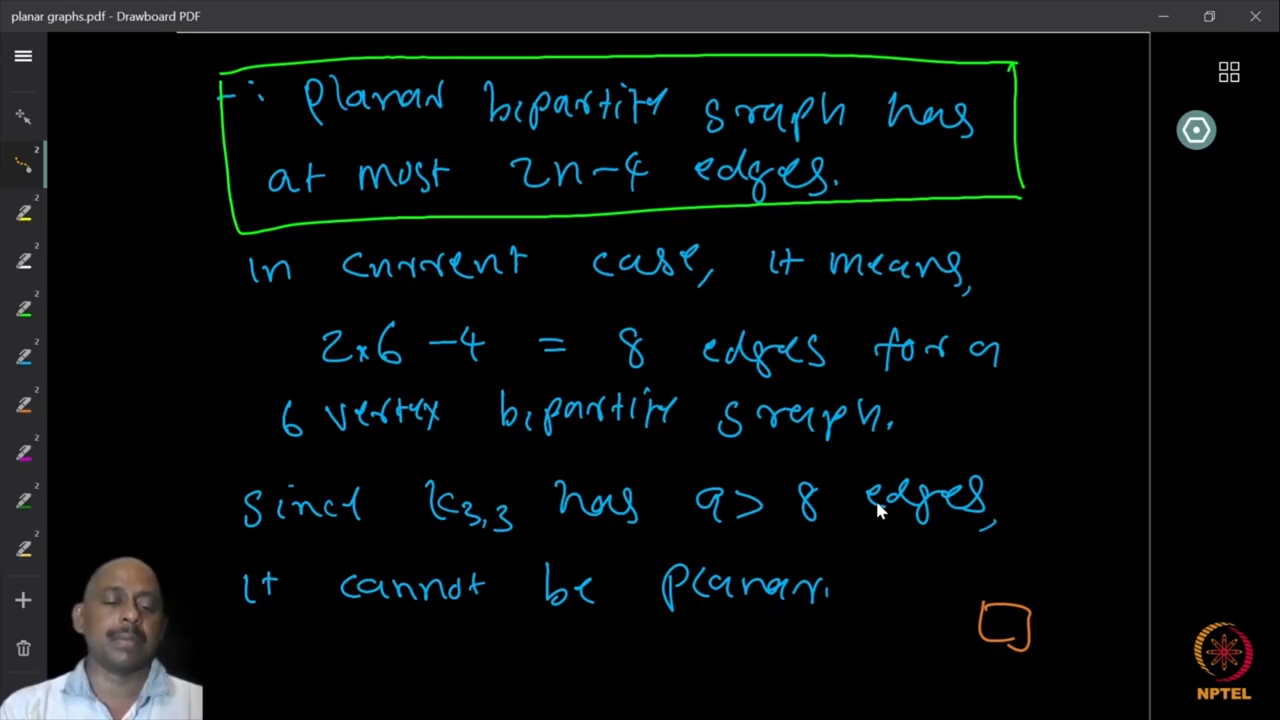 planar graphs.pdf - Drawboard PDF
∴ planar bipartite graph has
at most 2n-4 edges.
In current case, it means,
2×6 -4 = 8 edges for a
6 vertex bipartite graph.
since K3,3 has 9 > 8 edges,
it cannot be planar.
NPTEL